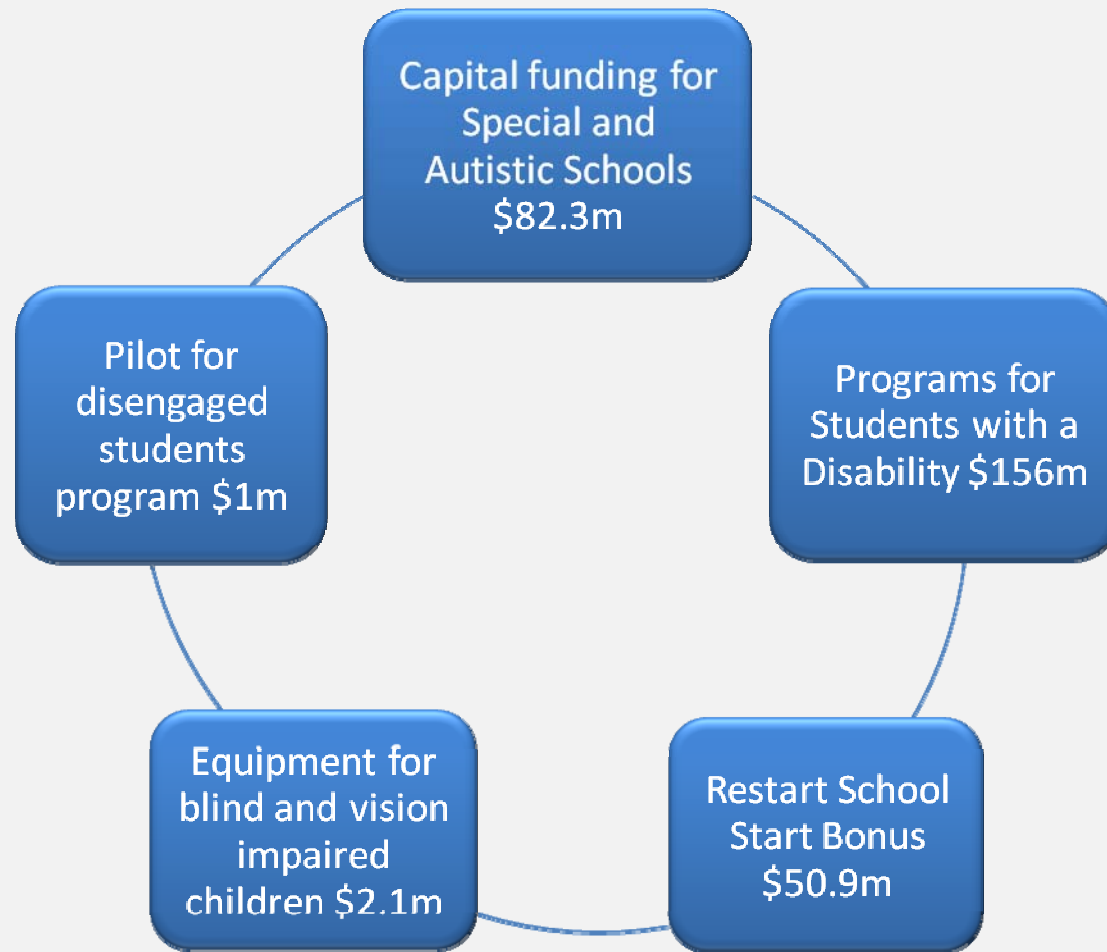 Capital funding for
Special and
Autistic Schools
$82.3m
Programs for
Students with a
Disability $156m
Restart School
Start Bonus
$50.9m
Equipment for
blind and vision
impaired
children $2.1m
Pilot for
disengaged
students
program $1m